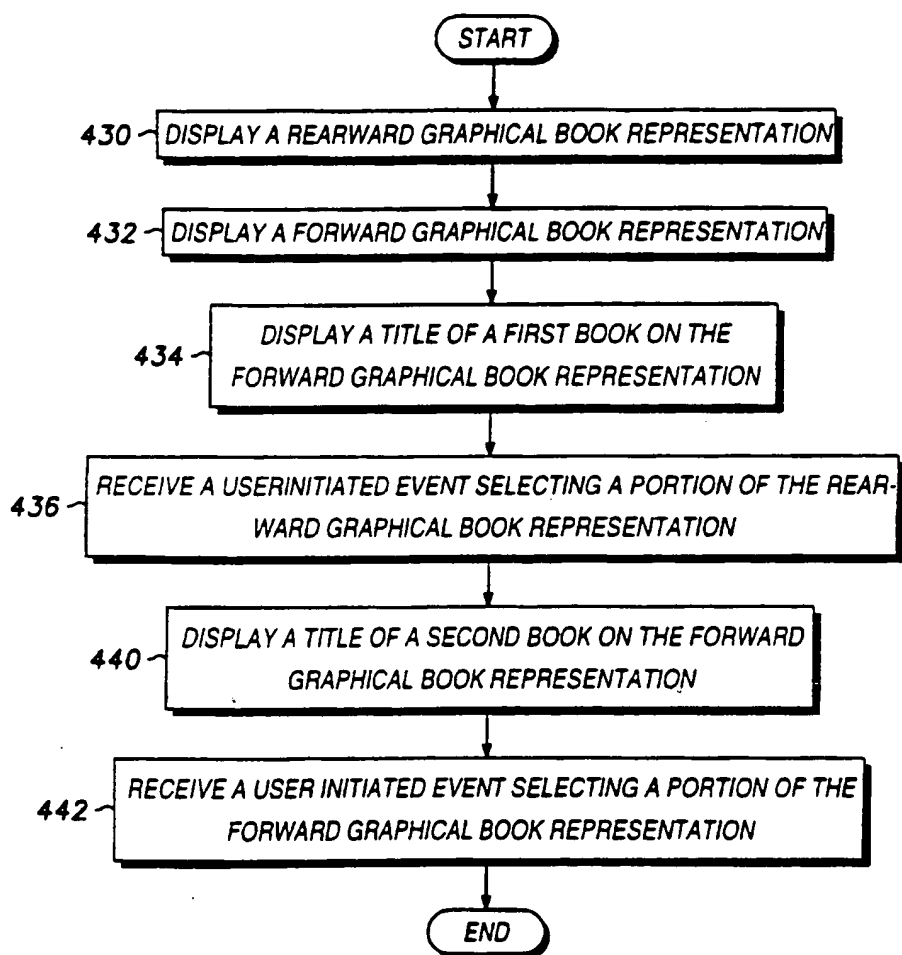 START
430 DISPLAY A REARWARD GRAPHICAL BOOK REPRESENTATION
432 DISPLAY A FORWARD GRAPHICAL BOOK REPRESENTATION
DISPLAY A TITLE OF A FIRST BOOK ON THE
434 FORWARD GRAPHICAL BOOK REPRESENTATION
RECEIVE A USERINITIATED EVENT SELECTING A PORTION OF THE REAR-
436 WARD GRAPHICAL BOOK REPRESENTATION
DISPLAY A TITLE OF A SECOND BOOK ON THE FORWARD
440 GRAPHICAL BOOK REPRESENTATION
RECEIVE A USER INITIATED EVENT SELECTING A PORTION OF THE
442 FORWARD GRAPHICAL BOOK REPRESENTATION
END